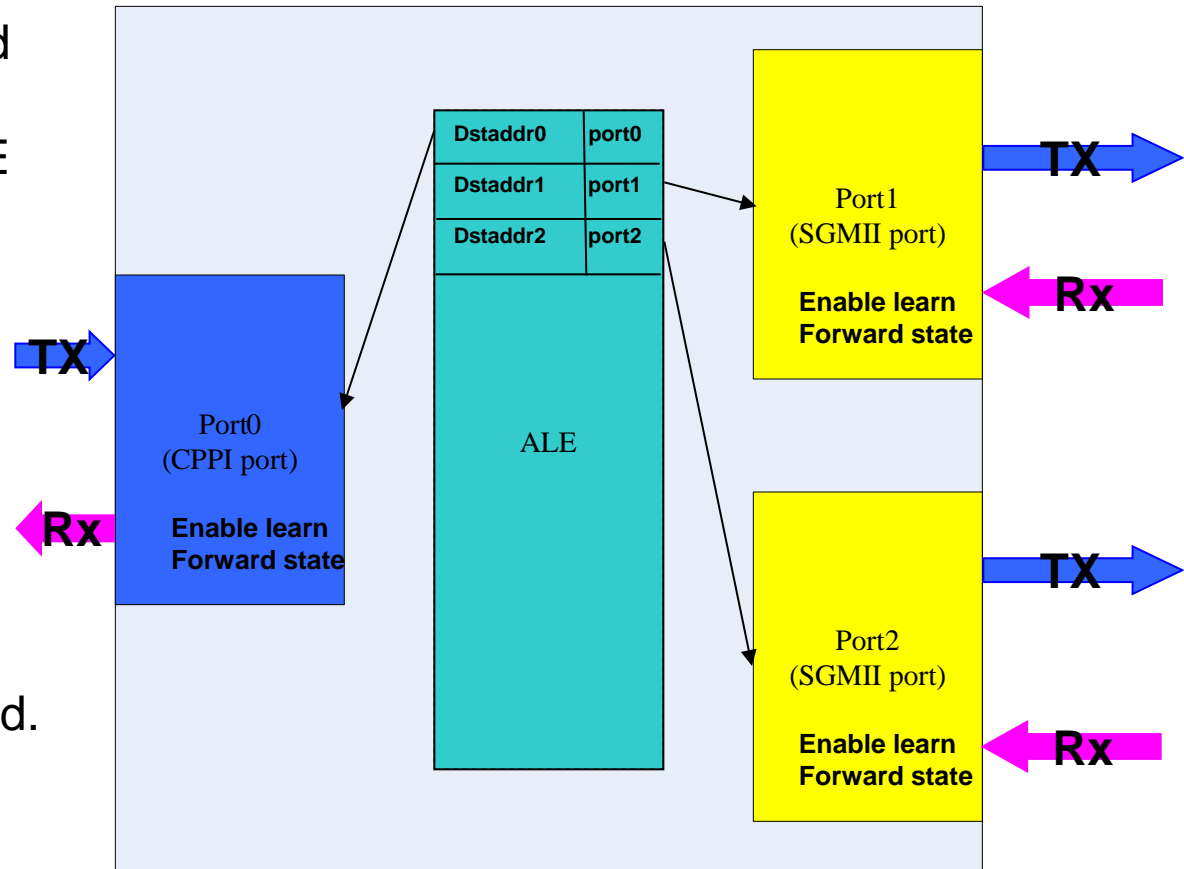 d
E
d.
Dstaddr0 port0
Dstaddr1 port1
Dstaddr2 port2
ALE
TX
Rx
Port0
(CPPI port)
Enable learn
Forward state
Port1
(SGMII port)
Enable learn
Forward state
TX
Rx
Port2
(SGMII port)
Enable learn
Forward state
TX
Rx